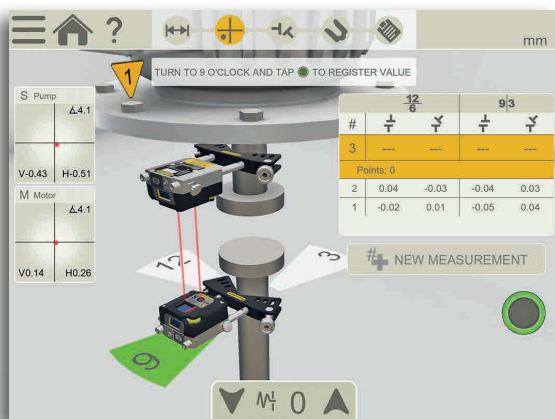 ?
mm
1
TURN TO 9 O'CLOCK AND TAP TO REGISTER VALUE
S Pump
∡4.1
V-0.43 H-0.51
M Motor
∡4.1
V0.14 H0.26
12
6
9 3
#
3 --- --- --- ---
Points: 0
2 0.04 -0.03 -0.04 0.03
1 -0.02 0.01 -0.05 0.04
# NEW MEASUREMENT
12
3
9
0